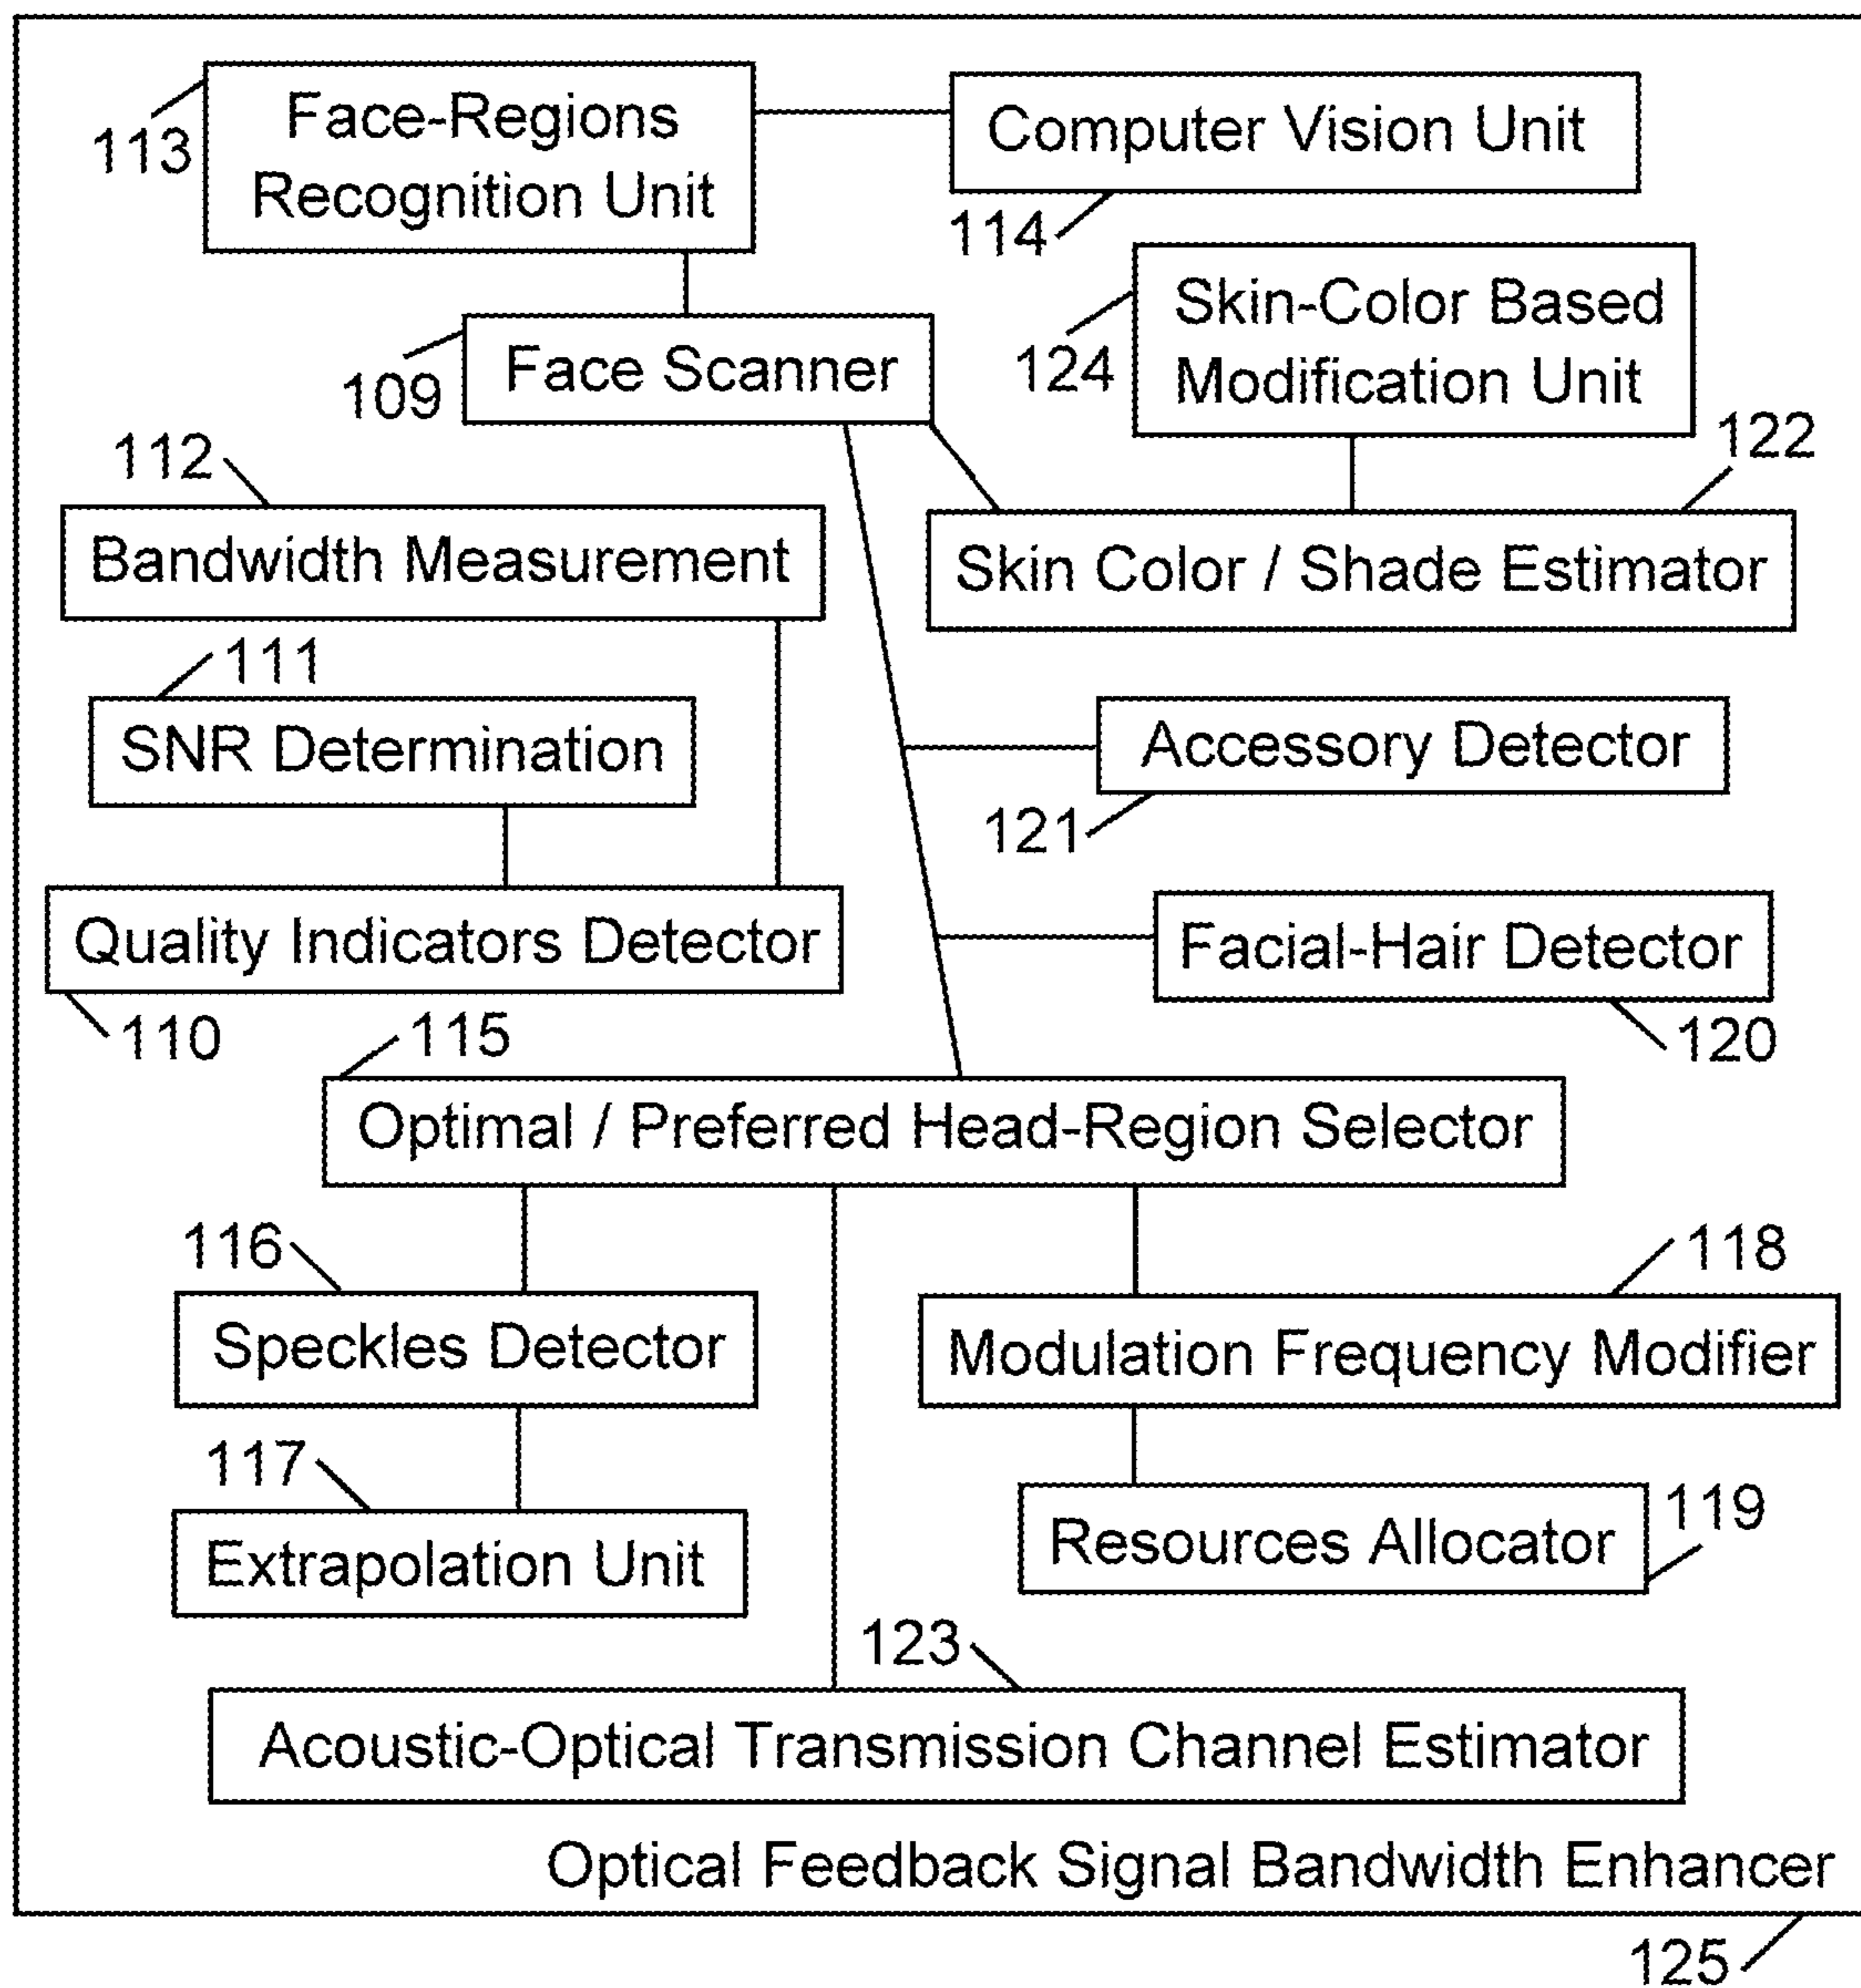 Face-Regions
Recognition Unit
113
Computer Vision Unit
114
Skin-Color Based
Modification Unit
124
Face Scanner
109
112
Bandwidth Measurement
122
Skin Color / Shade Estimator
111
SNR Determination
Accessory Detector
121
Quality Indicators Detector
110
Facial-Hair Detector
120
115
Optimal / Preferred Head-Region Selector
116
Speckles Detector
118
Modulation Frequency Modifier
117
Extrapolation Unit
Resources Allocator
119
123
Acoustic-Optical Transmission Channel Estimator
Optical Feedback Signal Bandwidth Enhancer
125